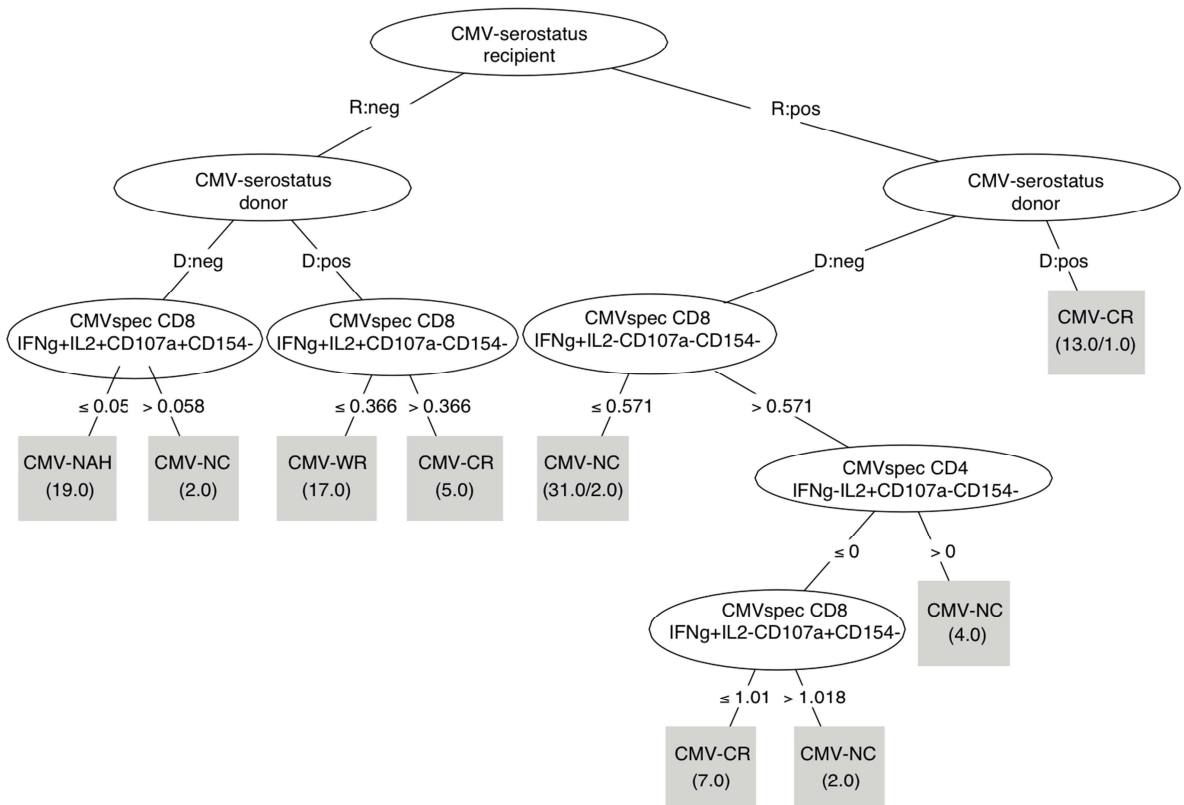 CMV-serostatus
recipient
R:neg
R:pos
CMV-serostatus
donor
CMV-serostatus
donor
D:neg
D:pos
D:neg
D:pos
CMVspec CD8
IFNg+IL2+CD107a+CD154-
CMVspec CD8
IFNg+IL2+CD107a-CD154-
CMVspec CD8
IFNg+IL2-CD107a-CD154-
CMV-CR
(13.0/1.0)
≤ 0.05
> 0.058
≤ 0.366
> 0.366
≤ 0.571
> 0.571
CMV-NAH
(19.0)
CMV-NC
(2.0)
CMV-WR
(17.0)
CMV-CR
(5.0)
CMV-NC
(31.0/2.0)
CMVspec CD4
IFNg-IL2+CD107a-CD154-
≤ 0
> 0
CMVspec CD8
IFNg+IL2-CD107a+CD154-
CMV-NC
(4.0)
≤ 1.01
> 1.018
CMV-CR
(7.0)
CMV-NC
(2.0)